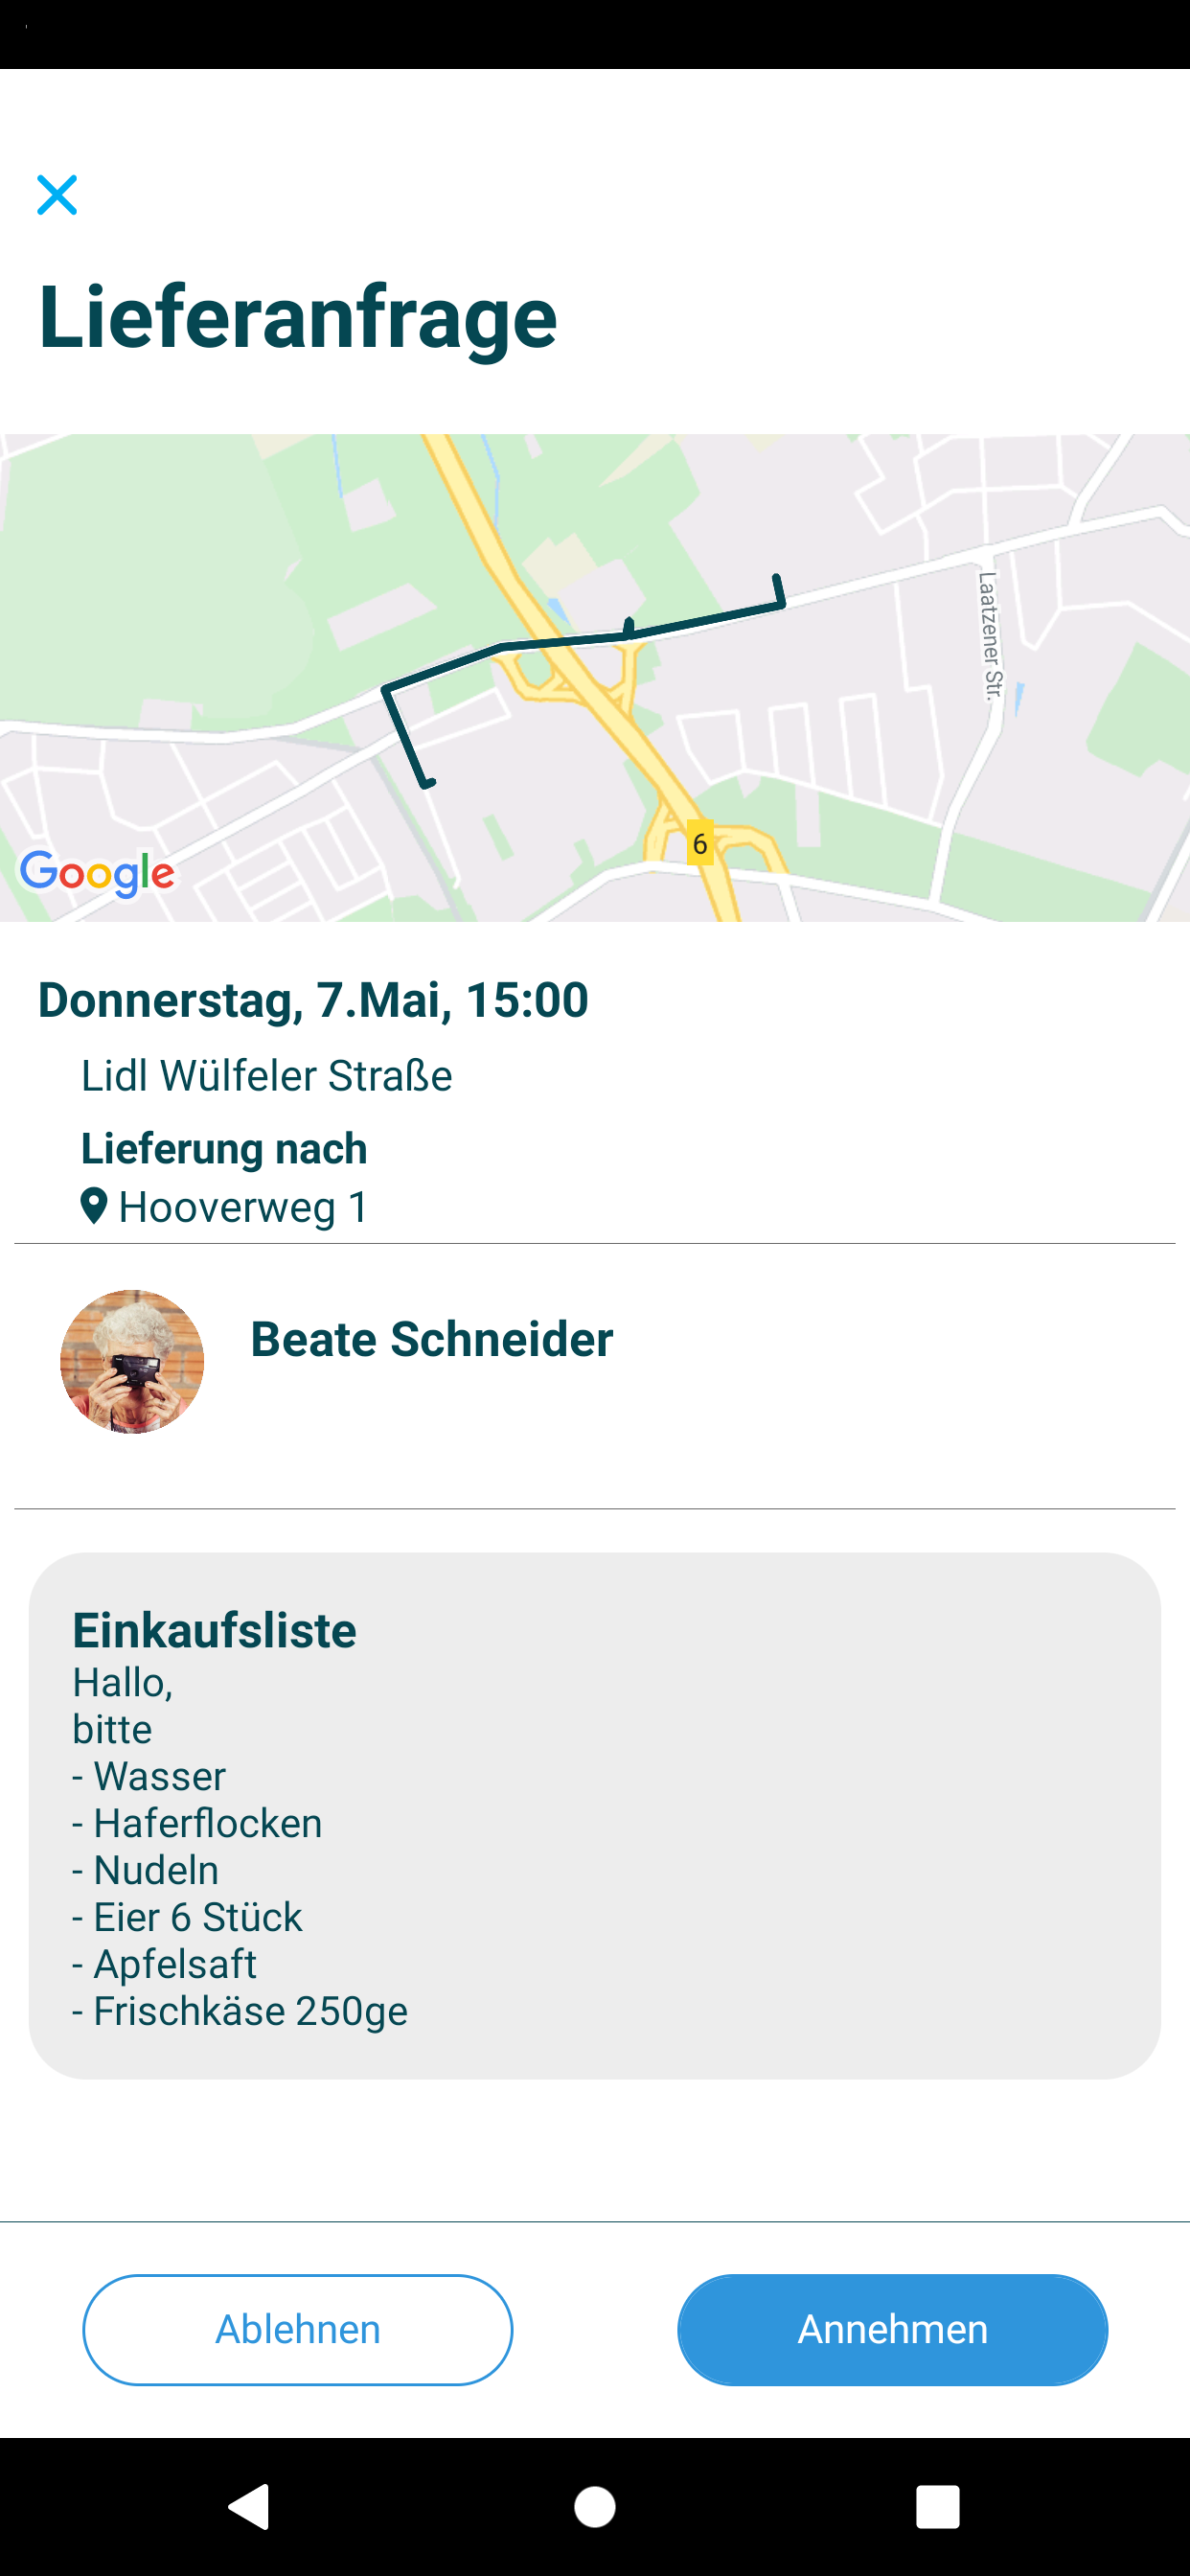 Lieferanfrage
Laatzener Str.
6
Google
Donnerstag, 7.Mai, 15:00
Lidl Wülfeler Straße
Lieferung nach
Hooverweg 1
Beate Schneider
Einkaufsliste
Hallo,
bitte
- Wasser
- Haferflocken
- Nudeln
- Eier 6 Stück
- Apfelsaft
- Frischkäse 250ge
Ablehnen
Annehmen